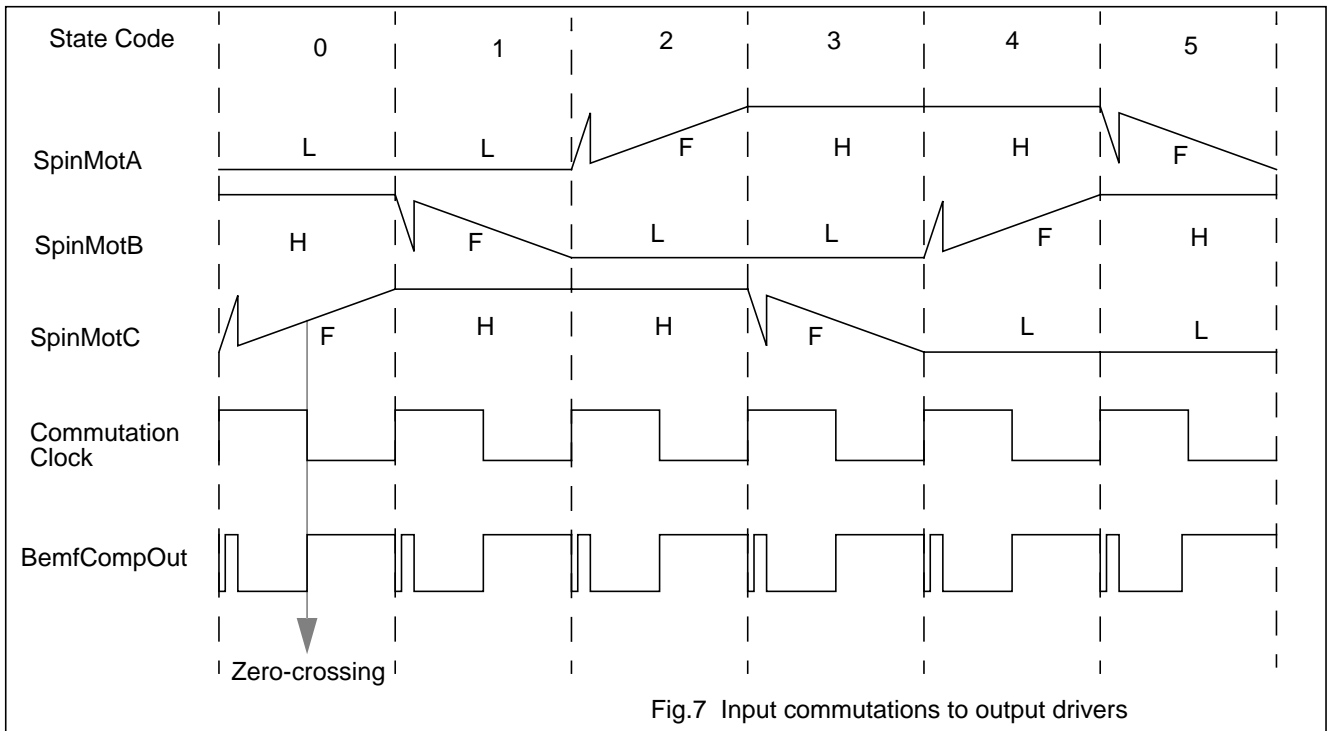 State Code 0 1 2 3 4 5
SpinMotA L L F H H F
SpinMotB H F L L F H
SpinMotC F H H F L L
Commutation
Clock
BemfCompOut
Zero-crossing
Fig.7 Input commutations to output drivers